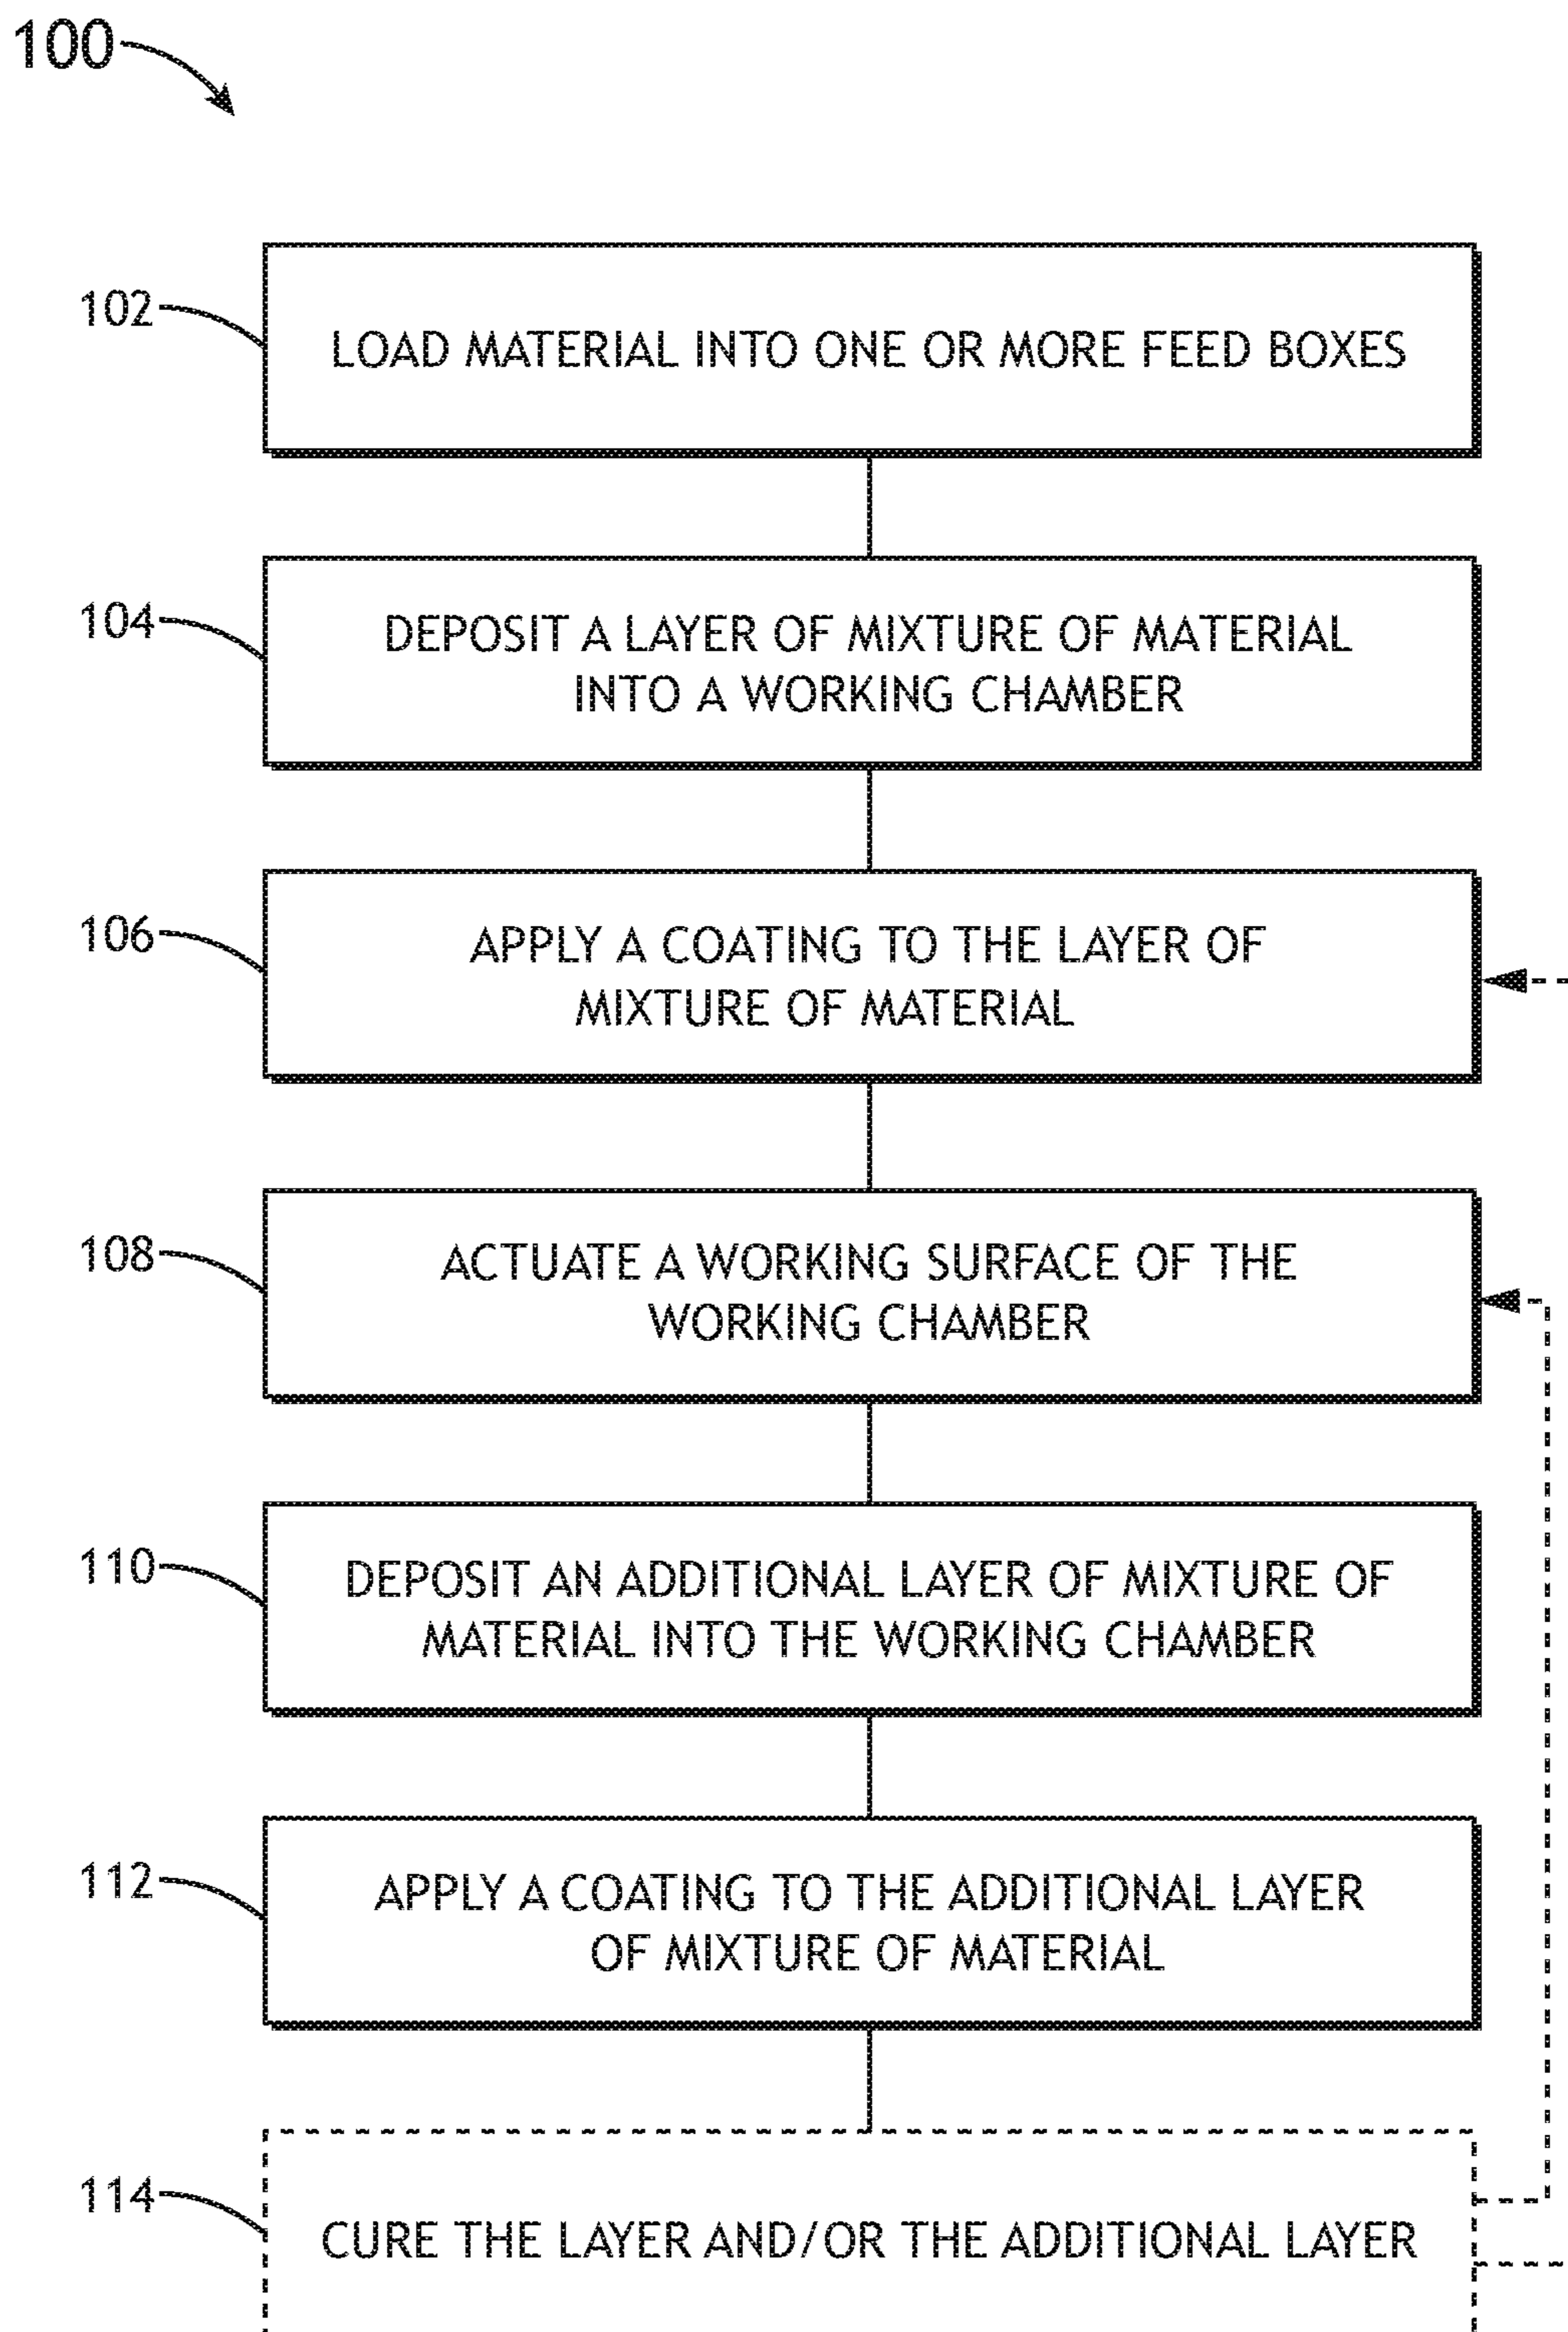 100
102
LOAD MATERIAL INTO ONE OR MORE FEED BOXES
104
DEPOSIT A LAYER OF MIXTURE OF MATERIAL
INTO A WORKING CHAMBER
106
APPLY A COATING TO THE LAYER OF
MIXTURE OF MATERIAL
108
ACTUATE A WORKING SURFACE OF THE
WORKING CHAMBER
110
DEPOSIT AN ADDITIONAL LAYER OF MIXTURE OF
MATERIAL INTO THE WORKING CHAMBER
112
APPLY A COATING TO THE ADDITIONAL LAYER
OF MIXTURE OF MATERIAL
114
CURE THE LAYER AND/OR THE ADDITIONAL LAYER